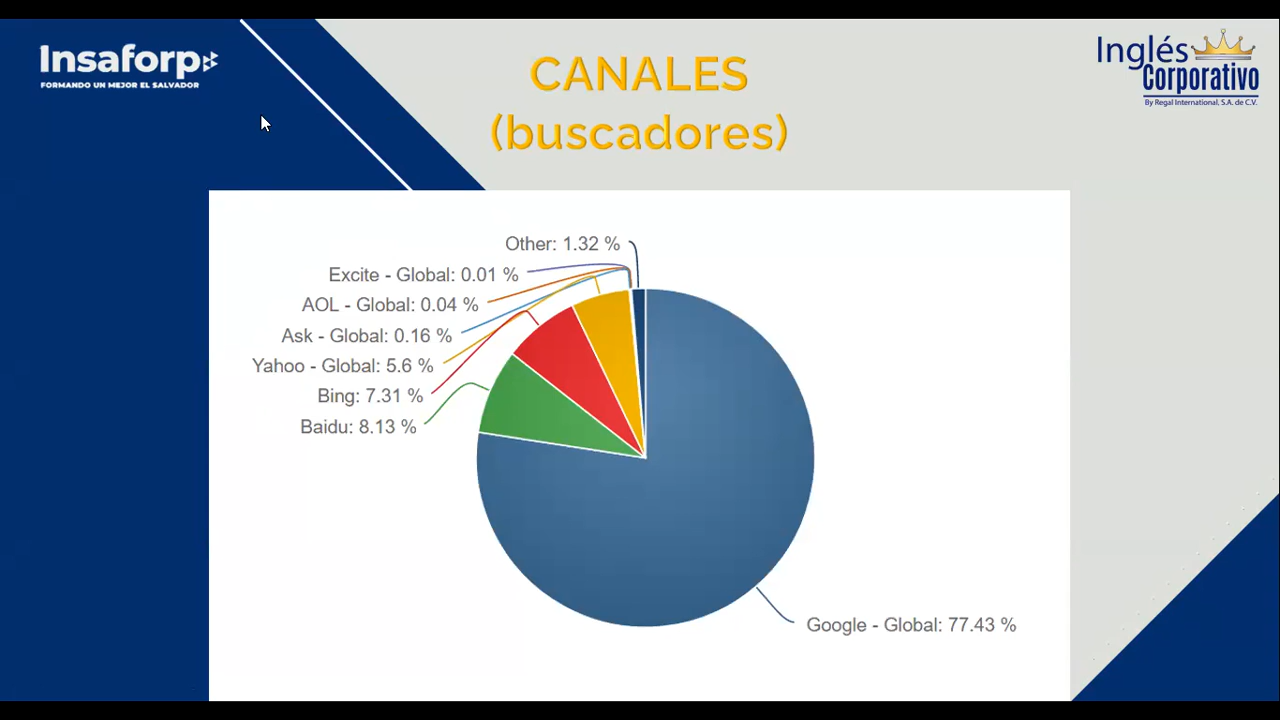 Insaforp
FORMANDO UN MEJOR EL SALVADOR
CANALES
(buscadores)
Inglés
Corporativo
By Regal International, S.A. de C.V.
Other: 1.32 %
Excite - Global: 0.01 %
AOL - Global: 0.04 %
Ask - Global: 0.16 %
Yahoo - Global: 5.6 %
Bing: 7.31 %
Baidu: 8.13 %
Google - Global: 77.43 %